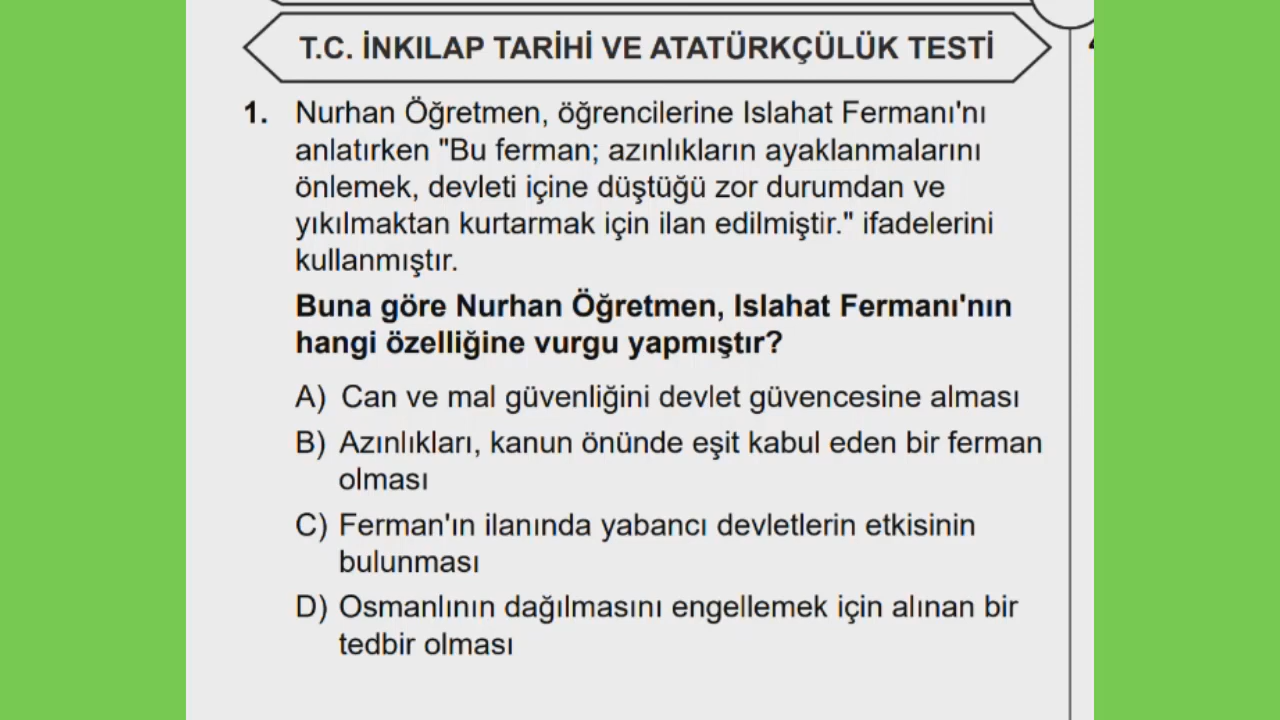 T.C. İNKILAP TARİHİ VE ATATÜRKÇÜLÜK TESTİ
1. Nurhan Öğretmen, öğrencilerine Islahat Fermanı'nı
anlatırken "Bu ferman; azınlıkların ayaklanmalarını
önlemek, devleti içine düştüğü zor durumdan ve
yıkılmaktan kurtarmak için ilan edilmiştir." ifadelerini
kullanmıştır.
Buna göre Nurhan Öğretmen, Islahat Fermanı'nın
hangi özelliğine vurgu yapmıştır?
A) Can ve mal güvenliğini devlet güvencesine alması
B) Azınlıkları, kanun önünde eşit kabul eden bir ferman
olması
C) Ferman'ın ilanında yabancı devletlerin etkisinin
bulunması
D) Osmanlının dağılmasını engellemek için alınan bir
tedbir olması